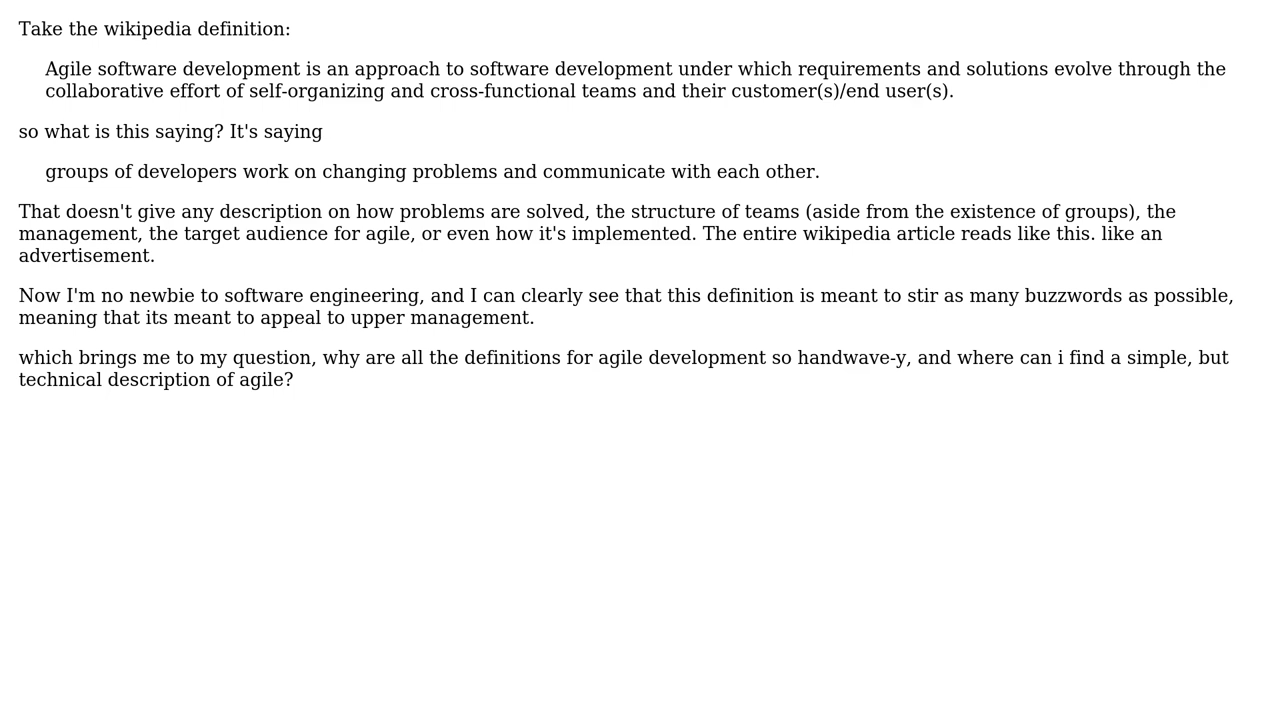 Take the wikipedia definition:
Agile software development is an approach to software development under which requirements and solutions evolve through the
collaborative effort of self-organizing and cross-functional teams and their customer(s)/end user(s).
so what is this saying? It's saying
groups of developers work on changing problems and communicate with each other.
That doesn't give any description on how problems are solved, the structure of teams (aside from the existence of groups), the
management, the target audience for agile, or even how it's implemented. The entire wikipedia article reads like this. like an
advertisement.
Now I'm no newbie to software engineering, and I can clearly see that this definition is meant to stir as many buzzwords as possible,
meaning that its meant to appeal to upper management.
which brings me to my question, why are all the definitions for agile development so handwave-y, and where can i find a simple, but
technical description of agile?